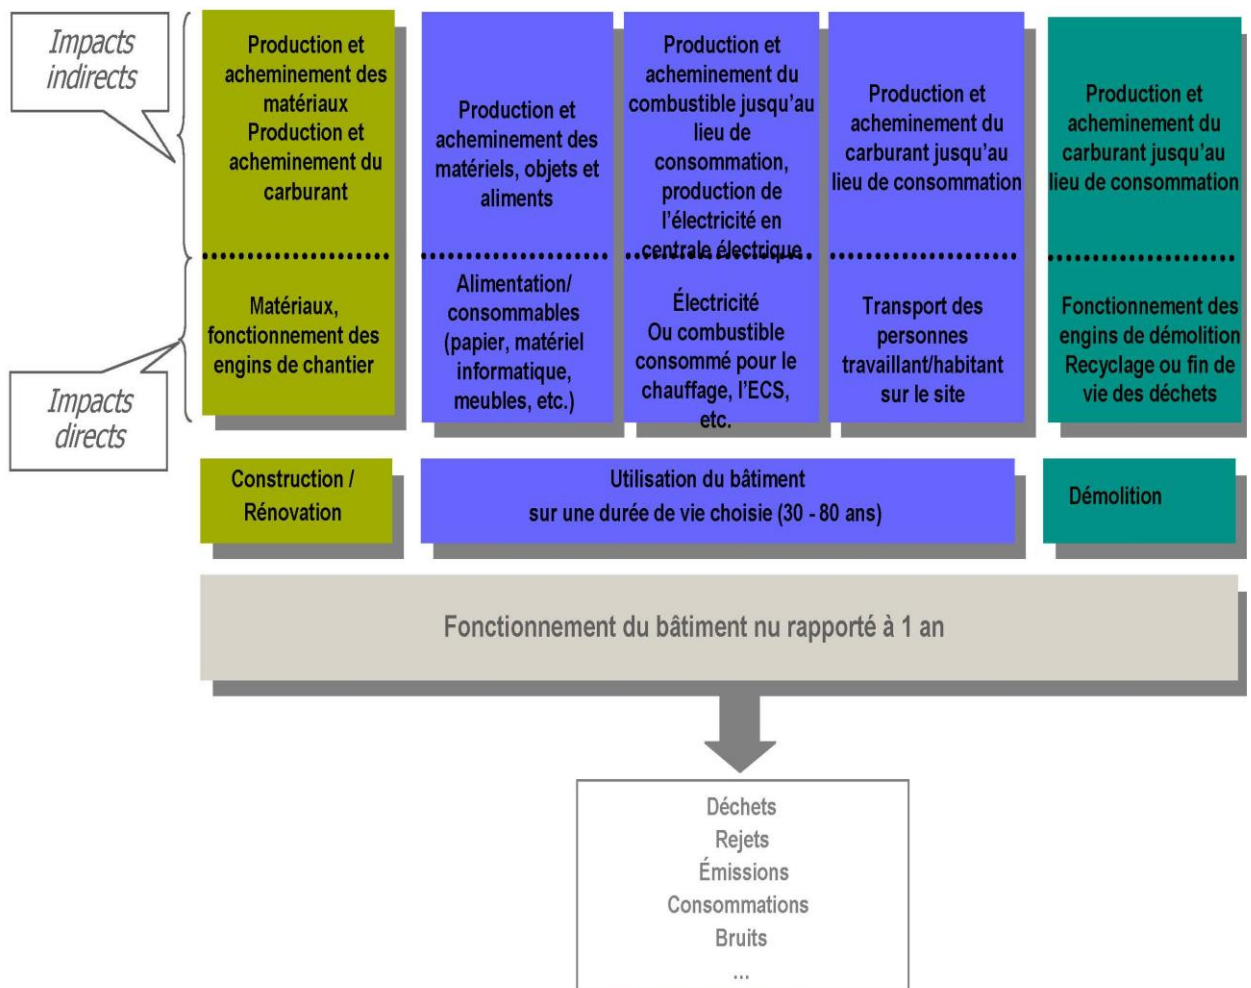 Impacts
indirects
Production et
acheminement des
matériaux
Production et
acheminement du
carburant
Production et
acheminement des
matériels, objets et
aliments
Production et
acheminement du
combustible jusqu'au
lieu de
consommation,
production de
l'électricité en
centrale électrique
Production et
acheminement du
carburant jusqu'au
lieu de consommation
Production et
acheminement du
carburant jusqu'au
lieu de consommation
Impacts
directs
Matériaux,
fonctionnement des
engins de chantier
Alimentation/
consommables
(papier, matériel
informatique,
meubles, etc.)
Électricité
Ou combustible
consommé pour le
chauffage, l'ECS,
etc.
Transport des
personnes
travaillant/habitant
sur le site
Fonctionnement des
engins de démolition
Recyclage ou fin de
vie des déchets
Construction /
Rénovation
Utilisation du bâtiment
sur une durée de vie choisie (30 - 80 ans)
Démolition
Fonctionnement du bâtiment nu rapporté à 1 an
Déchets
Rejets
Émissions
Consommations
Bruits
...